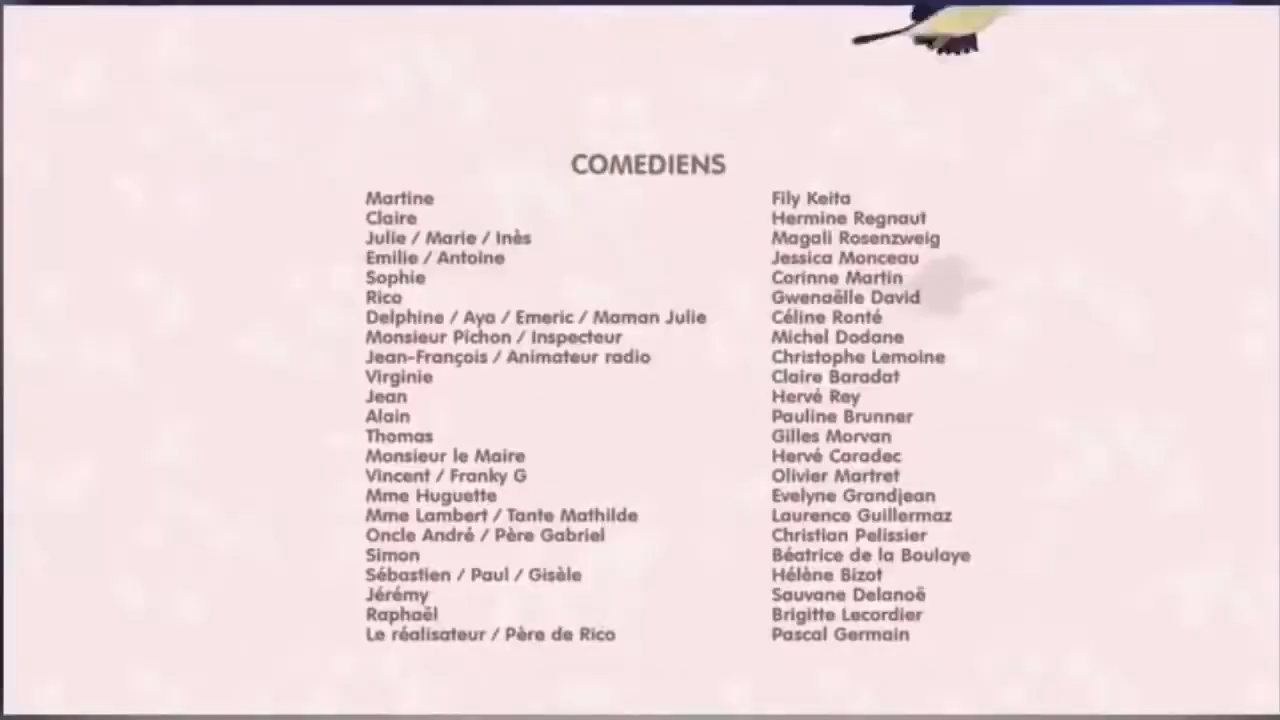 COMEDIENS
Martine Fily Keita
Claire Hermine Regnaut
Julie / Marie / Inès Magali Rosenzweig
Emilie / Antoine Jessica Monceau
Sophie Corinne Martin
Rico Gwenaëlle David
Delphine / Aya / Emeric / Maman Julie Céline Ronté
Monsieur Pichon / Inspecteur Michel Dodane
Jean-François / Animateur radio Christophe Lemoine
Virginie Claire Baradat
Jean Hervé Rey
Alain Pauline Brunner
Thomas Gilles Morvan
Monsieur le Maire Hervé Caradec
Vincent / Franky G Olivier Martret
Mme Huguette Evelyne Grandjean
Mme Lambert / Tante Mathilde Laurence Guillermaz
Oncle André / Père Gabriel Christian Pelissier
Simon Béatrice de la Boulaye
Sébastien / Paul / Gisèle Hélène Bizot
Jérémy Sauvane Delanoë
Raphaël Brigitte Lecordier
Le réalisateur / Père de Rico Pascal Germain